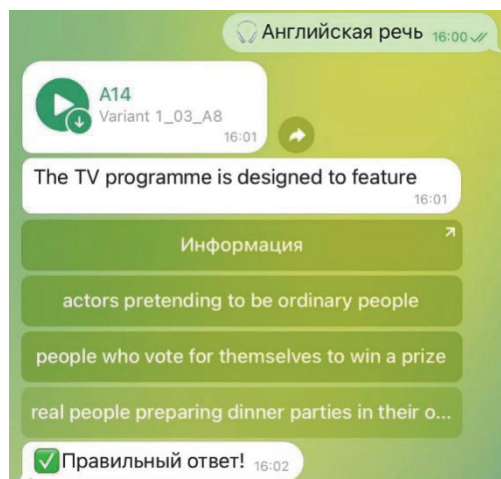 🎧 Английская речь 16:00
A14
Variant 1_03_A8
16:01
The TV programme is designed to feature
16:01
Информация
actors pretending to be ordinary people
people who vote for themselves to win a prize
real people preparing dinner parties in their o...
✅Правильный ответ! 16:02